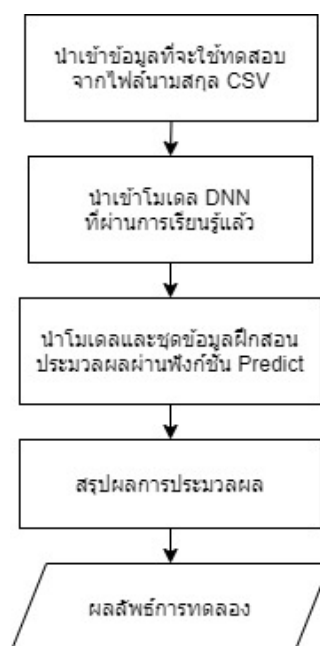 นำเข้าข้อมูลที่จะใช้ทดสอบ
จากไฟล์นามสกุล CSV
นำเข้าโมเดล DNN
ที่ผ่านการเรียนรู้แล้ว
นำโมเดลและชุดข้อมูลฝึกสอน
ประมวลผลผ่านฟังก์ชัน Predict
สรุปผลการประมวลผล
ผลลัพธ์การทดลอง